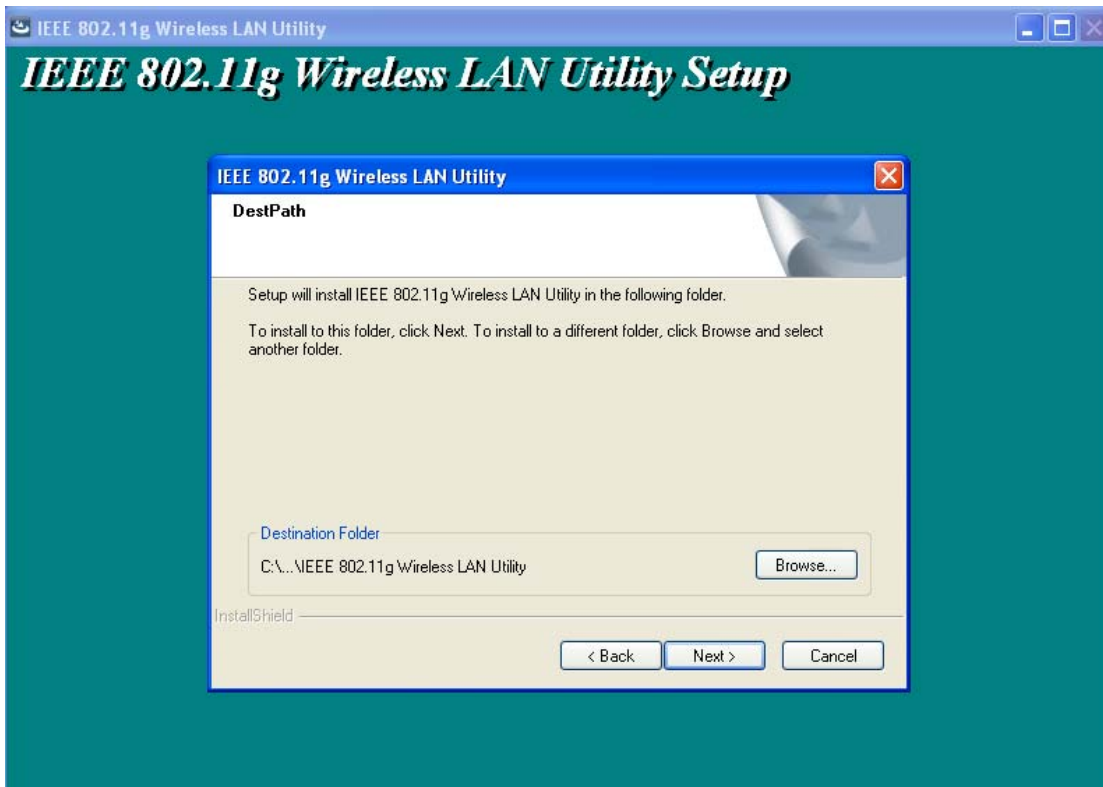 IEEE 802.11g Wireless LAN Utility
IEEE 802.11g Wireless LAN Utility Setup
IEEE 802.11g Wireless LAN Utility
DestPath
Setup will install IEEE 802.11g Wireless LAN Utility in the following folder.
To install to this folder, click Next. To install to a different folder, click Browse and select
another folder.
Destination Folder
C:\...\IEEE 802.11g Wireless LAN Utility
Browse...
InstallShield
< Back
Next >
Cancel